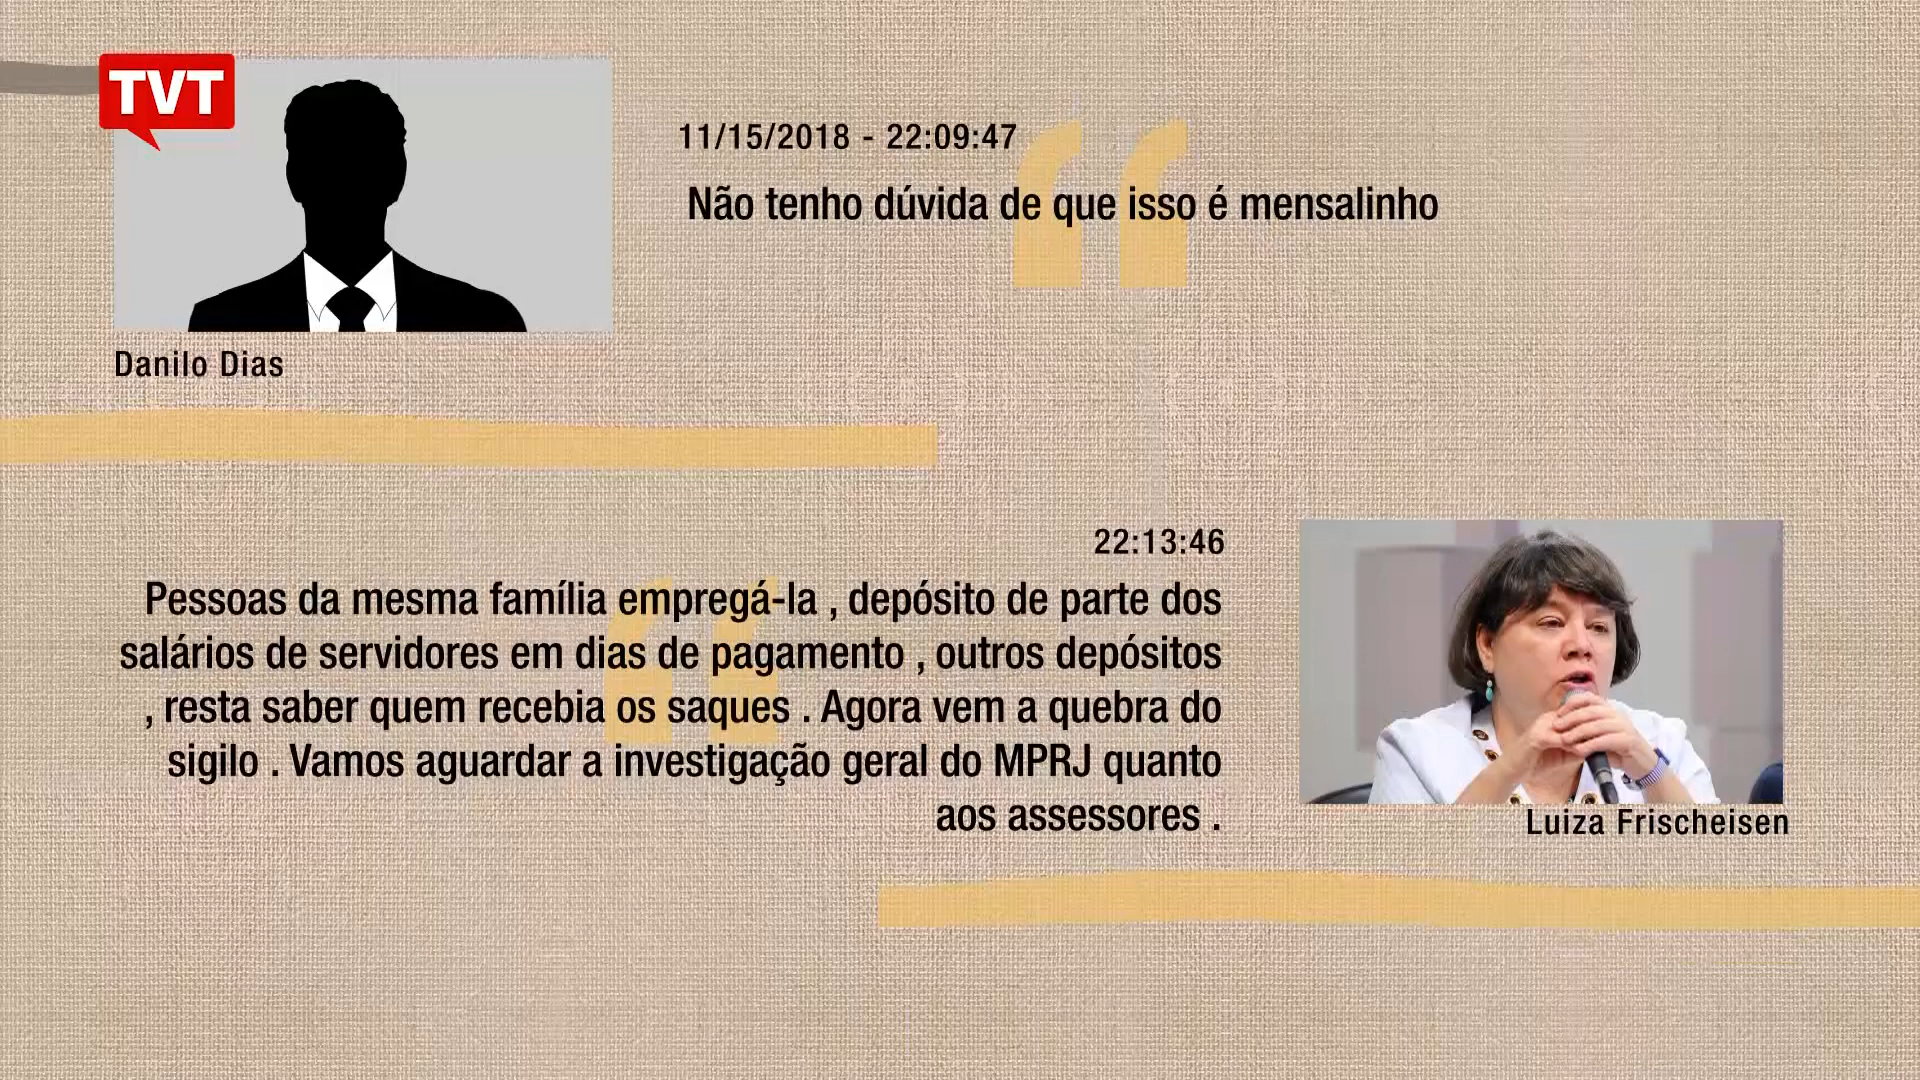 TVT
11/15/2018 - 22:09:47
Não tenho dúvida de que isso é mensalinho
Danilo Dias
22:13:46
Pessoas da mesma família empregá-la , depósito de parte dos
salários de servidores em dias de pagamento , outros depósitos
, resta saber quem recebia os saques . Agora vem a quebra do
sigilo . Vamos aguardar a investigação geral do MPRJ quanto
aos assessores .
Luiza Frischeisen